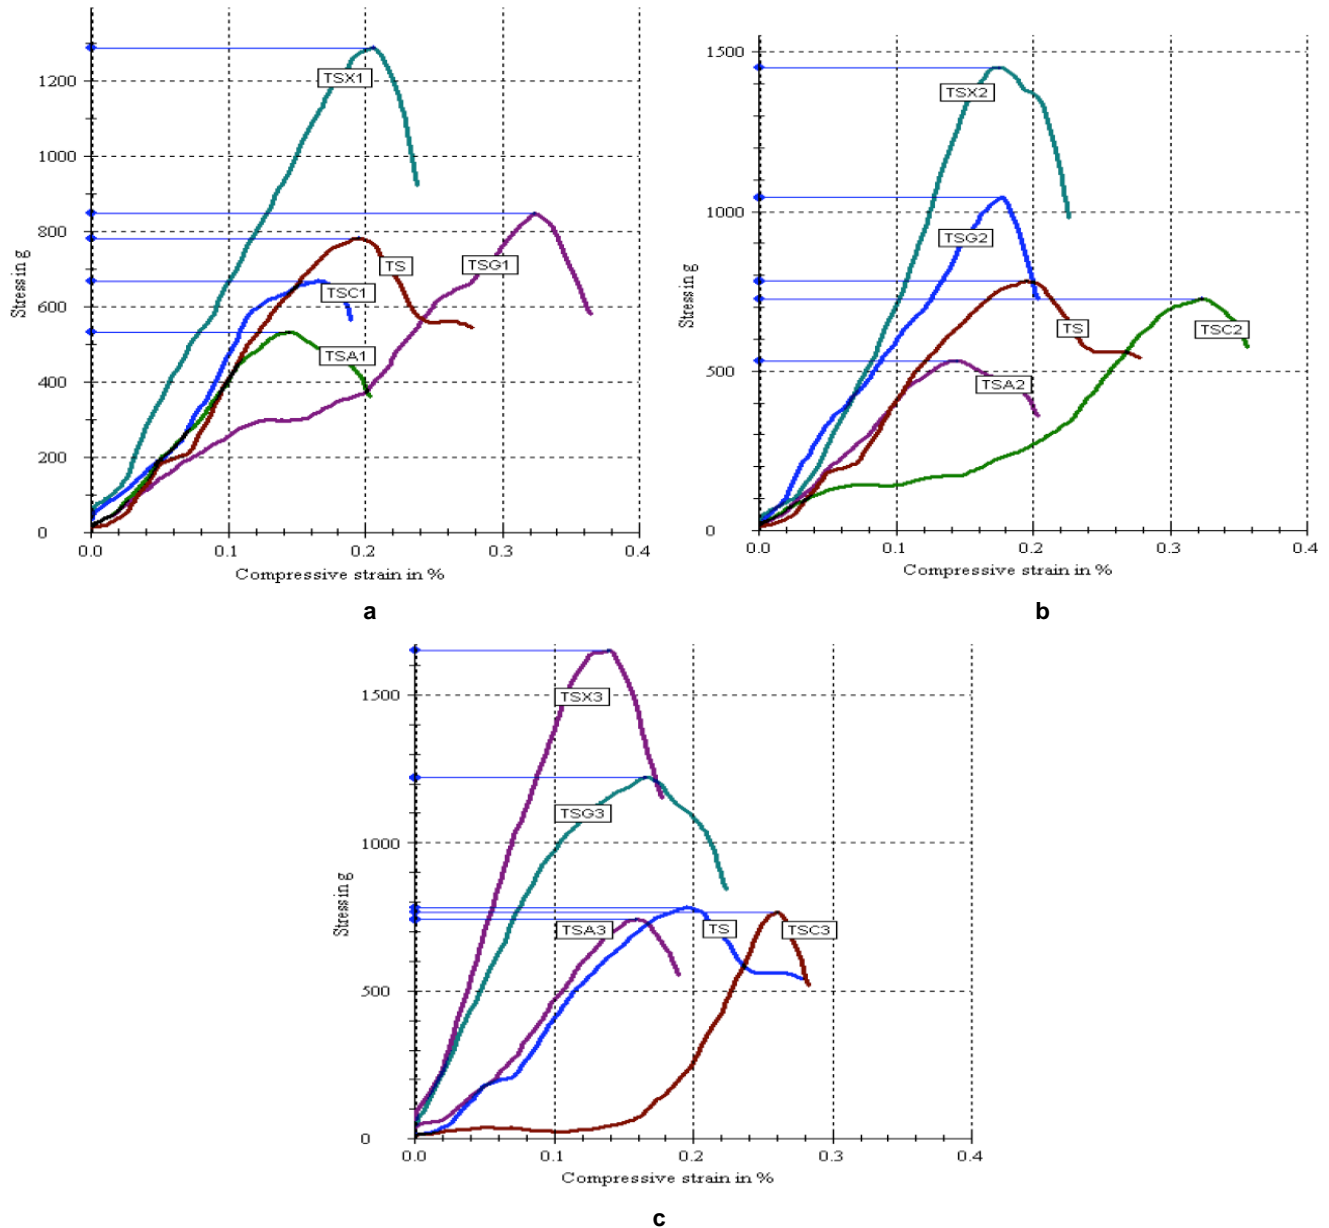 1200
1000
800
600
400
200
0
Stress in g
TSX1
TS
TSG1
TSC1
TSA1
0.0 0.1 0.2 0.3 0.4
Compressive strain in %
a
1500
1000
500
0
Stress in g
TSX2
TSG2
TS
TSC2
TSA2
0.0 0.1 0.2 0.3 0.4
Compressive strain in %
b
1500
1000
500
0
Stress in g
TSX3
TSG3
TSA3
TS
TSC3
0.0 0.1 0.2 0.3 0.4
Compressive strain in %
c